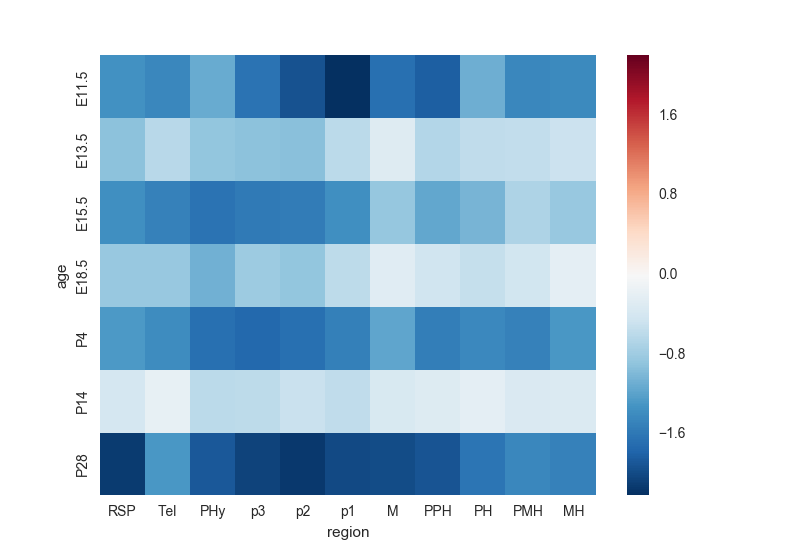 age
E11.5
E13.5
E15.5
E18.5
P4
P14
P28
RSP Tel PHy p3 p2 p1 M PPH PH PMH MH
region
1.6
0.8
0.0
−0.8
−1.6